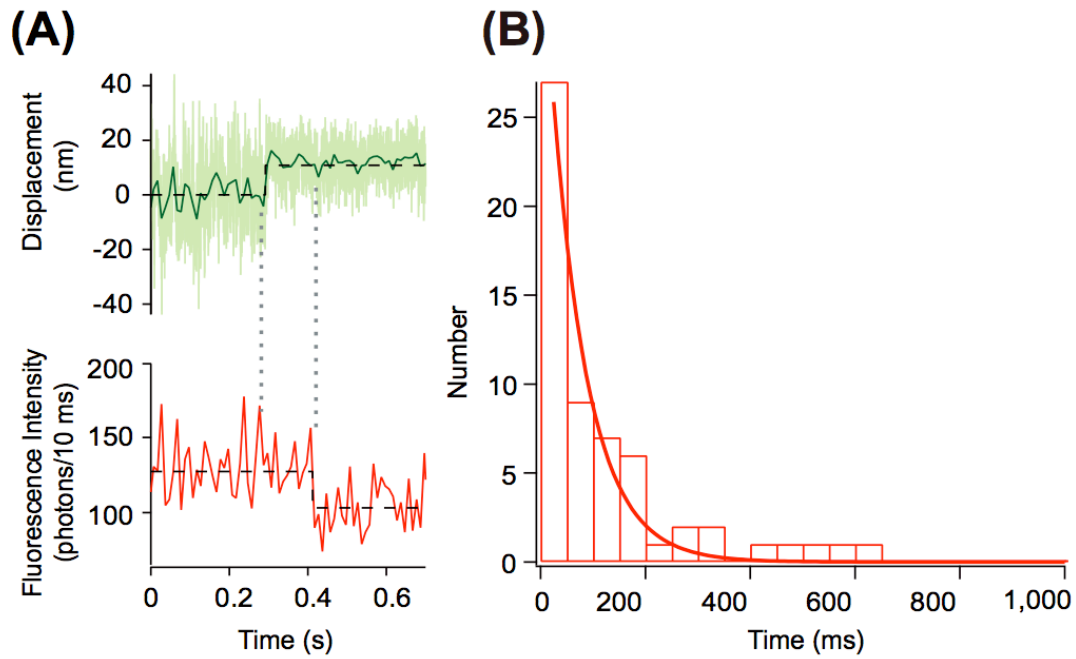 (A)
(B)
Displacement
(nm)
40
20
0
-20
-40
Fluorescence Intensity
(photons/10 ms)
200
150
100
0
0.2
0.4
0.6
Time (s)
Number
25
20
15
10
5
0
0
200
400
600
800
1,000
Time (ms)